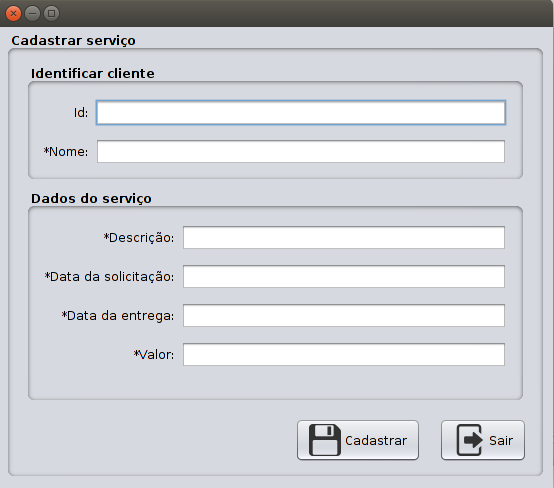 Cadastrar serviço
Identificar cliente
Id:
*Nome:
Dados do serviço
*Descrição:
*Data da solicitação:
*Data da entrega:
*Valor:
Cadastrar Sair